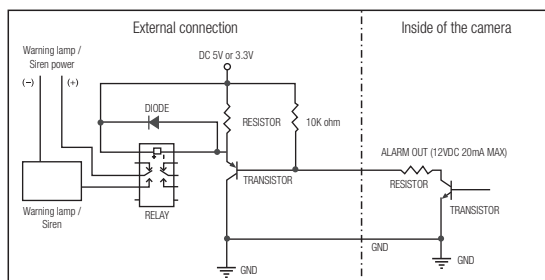 External connection
Inside of the camera
Warning lamp /
Siren power
(−)
(+)
DC 5V or 3.3V
DIODE
RESISTOR
10K ohm
ALARM OUT (12VDC 20mA MAX)
TRANSISTOR
RESISTOR
TRANSISTOR
Warning lamp /
Siren
RELAY
GND
GND
GND